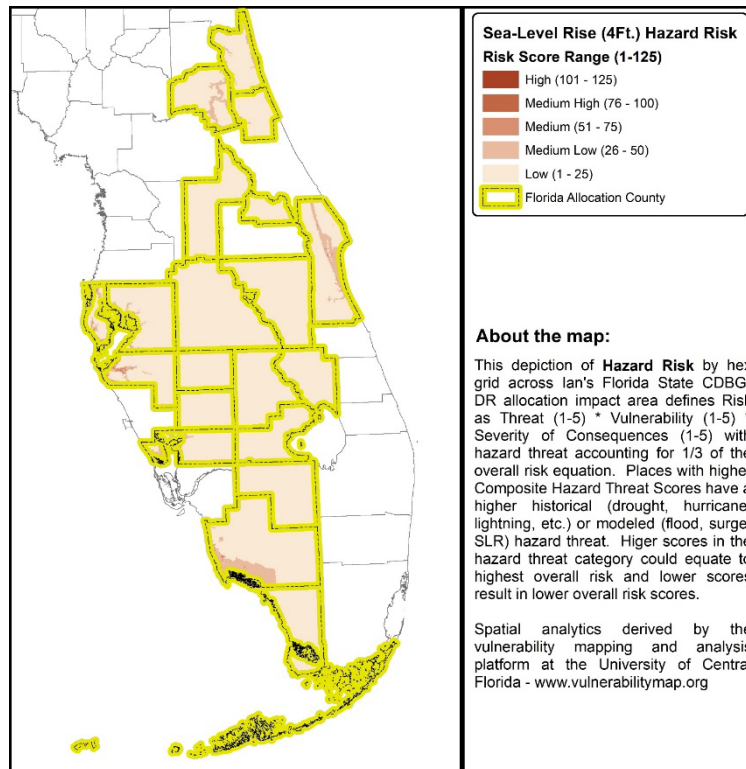 Sea-Level Rise (4Ft.) Hazard Risk
Risk Score Range (1-125)
High (101 - 125)
Medium High (76 - 100)
Medium (51 - 75)
Medium Low (26 - 50)
Low (1 - 25)
Florida Allocation County
About the map:
This depiction of Hazard Risk by hex
grid across Ian's Florida State CDBG-
DR allocation impact area defines Risk
as Threat (1-5) * Vulnerability (1-5) *
Severity of Consequences (1-5) with
hazard threat accounting for 1/3 of the
overall risk equation. Places with higher
Composite Hazard Threat Scores have a
higher historical (drought, hurricane,
lightning, etc.) or modeled (flood, surge,
SLR) hazard threat. Higer scores in the
hazard threat category could equate to
highest overall risk and lower scores
result in lower overall risk scores.
Spatial analytics derived by the
vulnerability mapping and analysis
platform at the University of Central
Florida - www.vulnerabilitymap.org